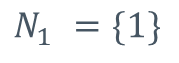 N₁ = {1}